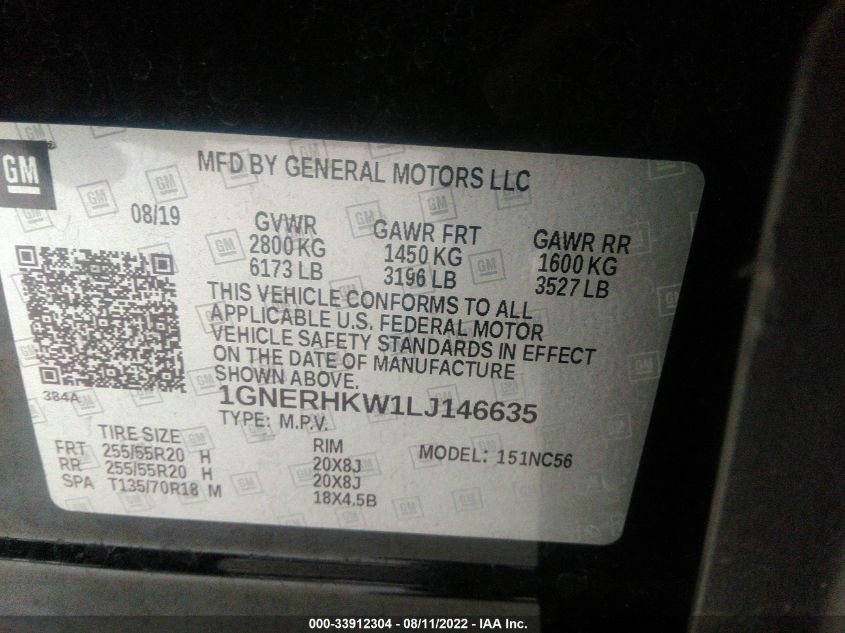 GM
MFD BY GENERAL MOTORS LLC
08/19
GVWR
2800 KG
6173 LB
GAWR FRT
1450 KG
3196 LB
GAWR RR
1600 KG
3527 LB
THIS VEHICLE CONFORMS TO ALL
APPLICABLE U.S. FEDERAL MOTOR
VEHICLE SAFETY STANDARDS IN EFFECT
ON THE DATE OF MANUFACTURE
SHOWN ABOVE.
384A
1GNERHKW1LJ146635
TYPE: M.P.V.
TIRE SIZE
RIM
MODEL: 151NC56
FRT 255/55R20 H 20X8J
RR 255/55R20 H 20X8J
SPA T135/70R18 M 18X4.5B
000-33912304 - 08/11/2022 - IAA Inc.